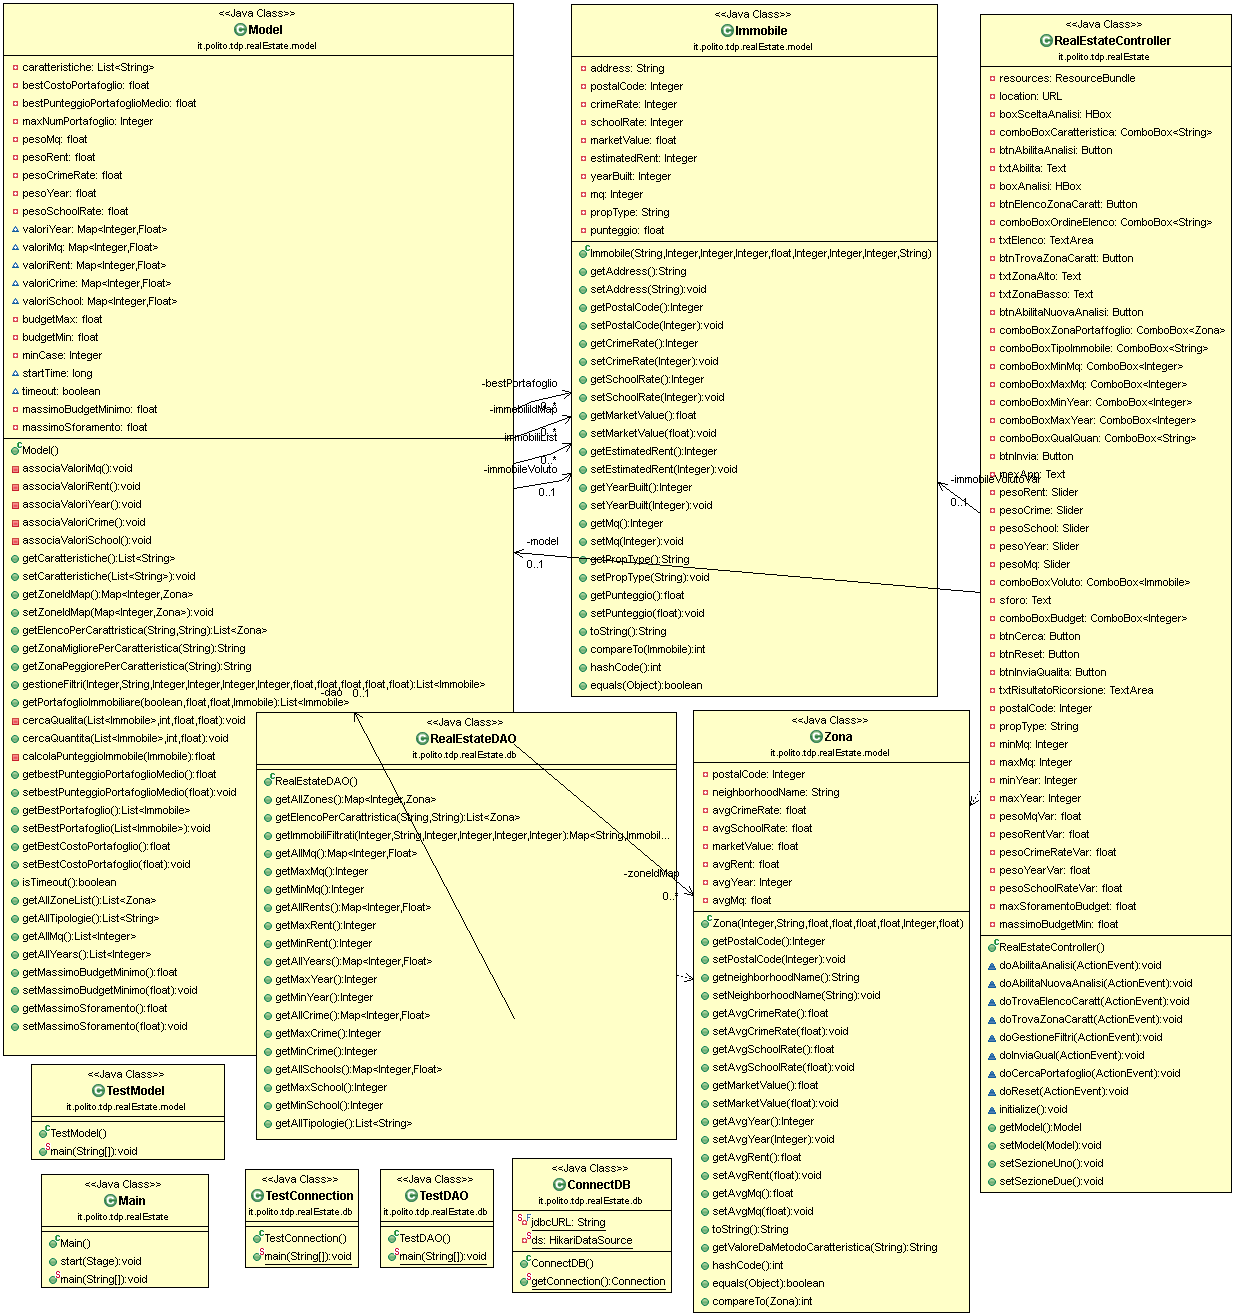 <<Java Class>>
Model
it.polito.tdp.realEstate.model
caratteristiche: List<String>
bestCostoPortafoglio: float
bestPunteggioPortafoglioMedio: float
maxNumPortafoglio: Integer
pesoMq: float
pesoRent: float
pesoCrimeRate: float
pesoYear: float
pesoSchoolRate: float
valoriYear: Map<Integer,Float>
valoriMq: Map<Integer,Float>
valoriRent: Map<Integer,Float>
valoriCrime: Map<Integer,Float>
valoriSchool: Map<Integer,Float>
budgetMax: float
budgetMin: float
minCase: Integer
startTime: long
timeout: boolean
massimoBudgetMinimo: float
massimoSforamento: float
Model()
associaValoriMq():void
associaValoriRent():void
associaValoriYear():void
associaValoriCrime():void
associaValoriSchool():void
getCaratteristiche():List<String>
setCaratteristiche(List<String>):void
getZoneIdMap():Map<Integer,Zona>
setZoneIdMap(Map<Integer,Zona>):void
getElencoPerCarattristica(String,String):List<Zona>
getZonaMigliorePerCaratteristica(String):String
getZonaPeggiorePerCaratteristica(String):String
gestioneFiltri(Integer,String,Integer,Integer,Integer,Integer,float,float,float,float,float):List<Immobile>
getPortafoglioImmobiliare(boolean,float,float,Immobile):List<Immobile>
cercaQualita(List<Immobile>,int,float,float):void
cercaQuantita(List<Immobile>,int,float):void
calcolaPunteggioImmobile(Immobile):float
getbestPunteggioPortafoglioMedio():float
setbestPunteggioPortafoglioMedio(float):void
getBestPortafoglio():List<Immobile>
setBestPortafoglio(List<Immobile>):void
getBestCostoPortafoglio():float
setBestCostoPortafoglio(float):void
isTimeout():boolean
getAllZoneList():List<Zona>
getAllTipologie():List<String>
getAllMq():List<Integer>
getAllYears():List<Integer>
getMassimoBudgetMinimo():float
setMassimoBudgetMinimo(float):void
getMassimoSforamento():float
setMassimoSforamento(float):void
-bestPortafoglio
0..*
-immobiliIdMap
0..*
immobiliList
0..*
-immobileVoluto
0..1
-model
0..1
-dao 0..1
<<Java Class>>
Immobile
it.polito.tdp.realEstate.model
address: String
postalCode: Integer
crimeRate: Integer
schoolRate: Integer
marketValue: float
estimatedRent: Integer
yearBuilt: Integer
mq: Integer
propType: String
punteggio: float
Immobile(String,Integer,Integer,Integer,float,Integer,Integer,Integer,String)
getAddress():String
setAddress(String):void
getPostalCode():Integer
setPostalCode(Integer):void
getCrimeRate():Integer
setCrimeRate(Integer):void
getSchoolRate():Integer
setSchoolRate(Integer):void
getMarketValue():float
setMarketValue(float):void
getEstimatedRent():Integer
setEstimatedRent(Integer):void
getYearBuilt():Integer
setYearBuilt(Integer):void
getMq():Integer
setMq(Integer):void
getPropType():String
setPropType(String):void
getPunteggio():float
setPunteggio(float):void
toString():String
compareTo(Immobile):int
hashCode():int
equals(Object):boolean
-immobileVolutoVar
0..1
<<Java Class>>
RealEstateController
it.polito.tdp.realEstate
resources: ResourceBundle
location: URL
boxSceltaAnalisi: HBox
comboBoxCaratteristica: ComboBox<String>
btnAbilitaAnalisi: Button
txtAbilita: Text
boxAnalisi: HBox
btnElencoZonaCaratt: Button
comboBoxOrdineElenco: ComboBox<String>
txtElenco: TextArea
btnTrovaZonaCaratt: Button
txtZonaAlto: Text
txtZonaBasso: Text
btnAbilitaNuovaAnalisi: Button
comboBoxZonaPortaffoglio: ComboBox<Zona>
comboBoxTipoImmobile: ComboBox<String>
comboBoxMinMq: ComboBox<Integer>
comboBoxMaxMq: ComboBox<Integer>
comboBoxMinYear: ComboBox<Integer>
comboBoxMaxYear: ComboBox<Integer>
comboBoxQualQuan: ComboBox<String>
btnInvia: Button
mexApp: Text
pesoRent: Slider
pesoCrime: Slider
pesoSchool: Slider
pesoYear: Slider
pesoMq: Slider
comboBoxVoluto: ComboBox<Immobile>
sforo: Text
comboBoxBudget: ComboBox<Integer>
btnCerca: Button
btnReset: Button
btnInviaQualita: Button
txtRisultatoRicorsione: TextArea
postalCode: Integer
propType: String
minMq: Integer
maxMq: Integer
minYear: Integer
maxYear: Integer
pesoMqVar: float
pesoRentVar: float
pesoCrimeRateVar: float
pesoYearVar: float
pesoSchoolRateVar: float
maxSforamentoBudget: float
massimoBudgetMin: float
RealEstateController()
doAbilitaAnalisi(ActionEvent):void
doAbilitaNuovaAnalisi(ActionEvent):void
doTrovaElencoCaratt(ActionEvent):void
doTrovaZonaCaratt(ActionEvent):void
doGestioneFiltri(ActionEvent):void
doInviaQual(ActionEvent):void
doCercaPortafoglio(ActionEvent):void
doReset(ActionEvent):void
initialize():void
getModel():Model
setModel(Model):void
setSezioneUno():void
setSezioneDue():void
<<Java Class>>
RealEstateDAO
it.polito.tdp.realEstate.db
RealEstateDAO()
getAllZones():Map<Integer,Zona>
getElencoPerCarattristica(String,String):List<Zona>
getImmobiliFiltrati(Integer,String,Integer,Integer,Integer,Integer):Map<String,Immobil...
getAllMq():Map<Integer,Float>
getMaxMq():Integer
getMinMq():Integer
getAllRents():Map<Integer,Float>
getMaxRent():Integer
getMinRent():Integer
getAllYears():Map<Integer,Float>
getMaxYear():Integer
getMinYear():Integer
getAllCrime():Map<Integer,Float>
getMaxCrime():Integer
getMinCrime():Integer
getAllSchools():Map<Integer,Float>
getMaxSchool():Integer
getMinSchool():Integer
getAllTipologie():List<String>
-zoneIdMap
0..*
<<Java Class>>
Zona
it.polito.tdp.realEstate.model
postalCode: Integer
neighborhoodName: String
avgCrimeRate: float
avgSchoolRate: float
marketValue: float
avgRent: float
avgYear: Integer
avgMq: float
Zona(Integer,String,float,float,float,float,Integer,float)
getPostalCode():Integer
setPostalCode(Integer):void
getneighborhoodName():String
setNeighborhoodName(String):void
getAvgCrimeRate():float
setAvgCrimeRate(float):void
getAvgSchoolRate():float
setAvgSchoolRate(float):void
getMarketValue():float
setMarketValue(float):void
getAvgYear():Integer
setAvgYear(Integer):void
getAvgRent():float
setAvgRent(float):void
getAvgMq():float
setAvgMq(float):void
toString():String
getValoreDaMetodoCaratteristica(String):String
hashCode():int
equals(Object):boolean
compareTo(Zona):int
<<Java Class>>
TestModel
it.polito.tdp.realEstate.model
TestModel()
main(String[]):void
<<Java Class>>
Main
it.polito.tdp.realEstate
Main()
start(Stage):void
main(String[]):void
<<Java Class>>
TestConnection
it.polito.tdp.realEstate.db
TestConnection()
main(String[]):void
<<Java Class>>
TestDAO
it.polito.tdp.realEstate.db
TestDAO()
main(String[]):void
<<Java Class>>
ConnectDB
it.polito.tdp.realEstate.db
jdbcURL: String
ds: HikariDataSource
ConnectDB()
getConnection():Connection